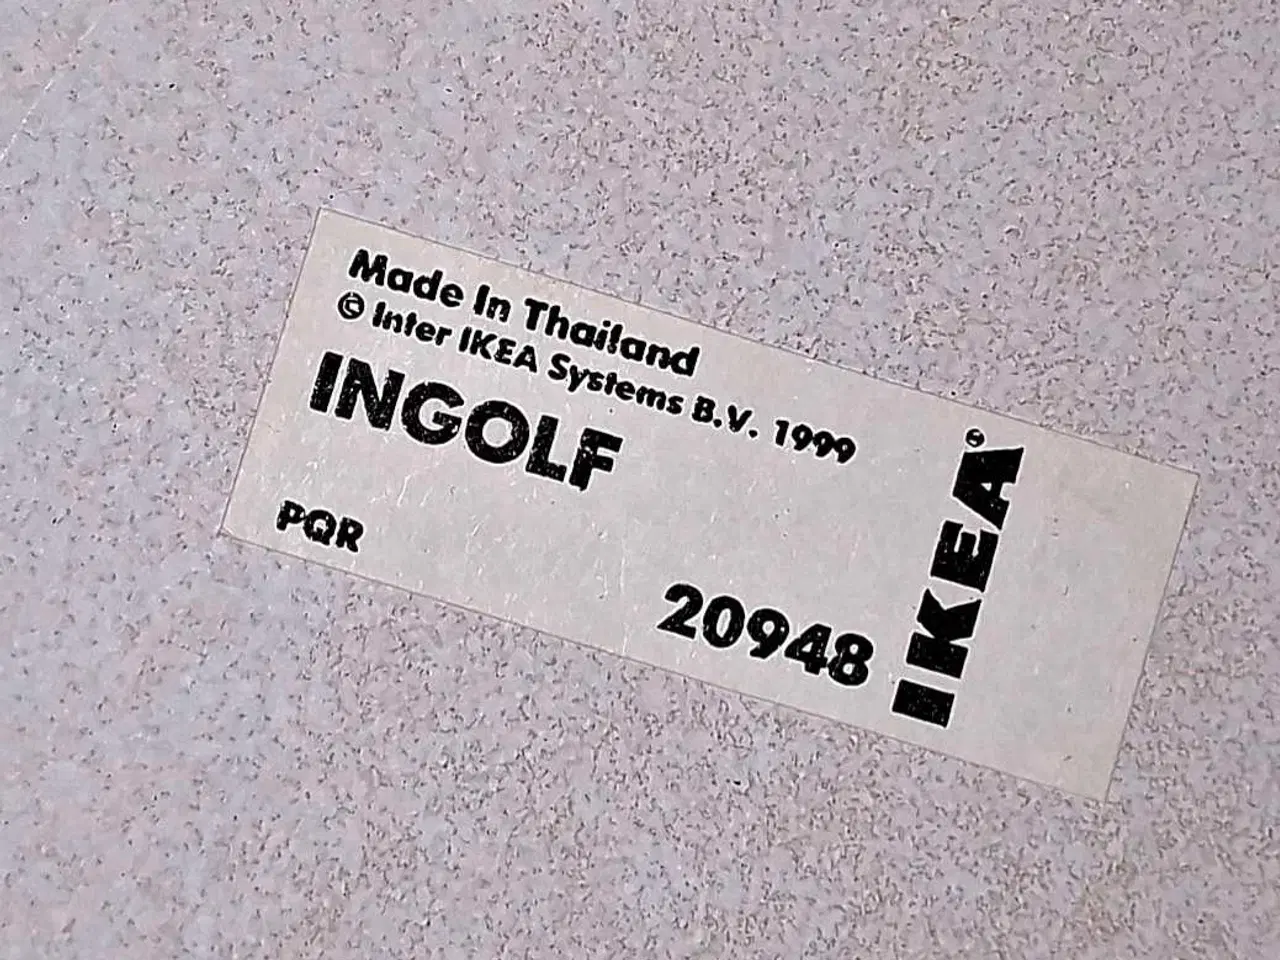 Made In Thailand
© Inter IKEA Systems B.V. 1999
INGOLF
PQR
20948
IKEA®